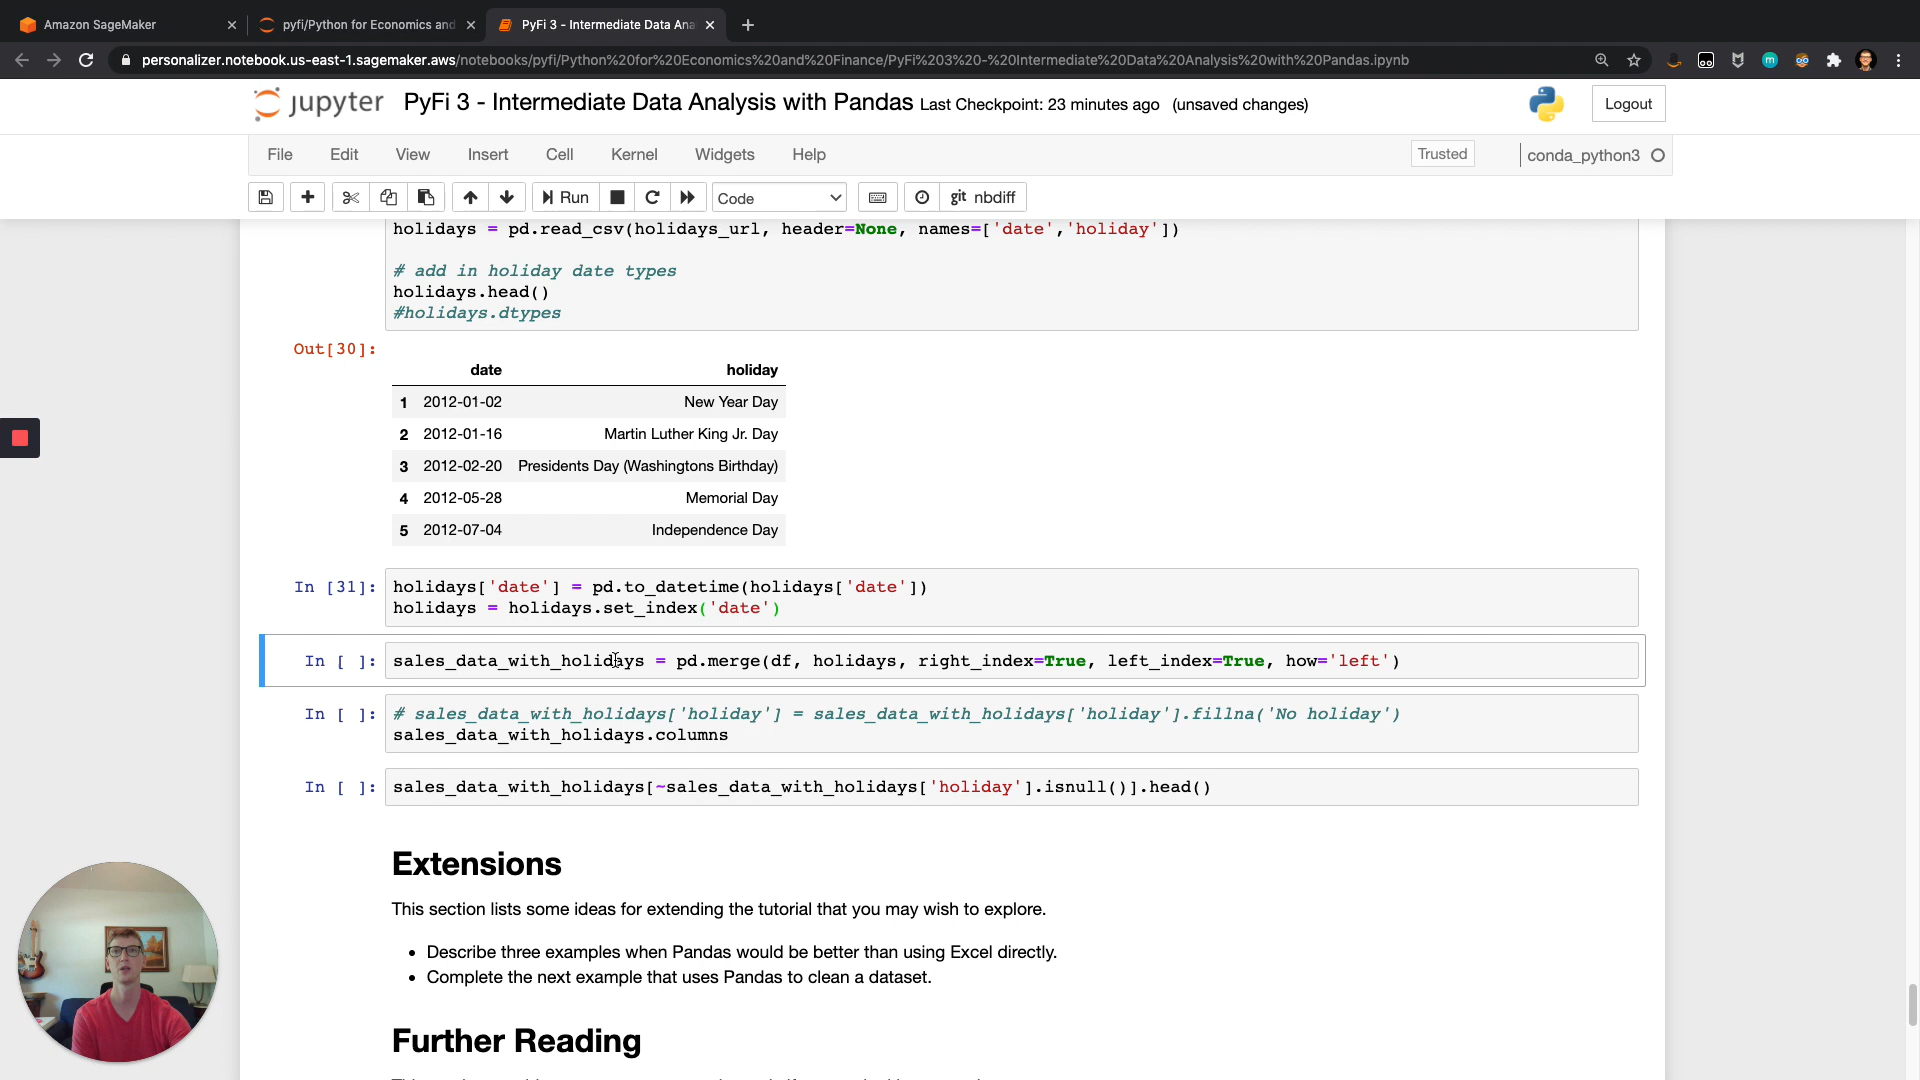 Amazon SageMaker
pyfi/Python for Economics and
PyFi 3 - Intermediate Data Ana
personalizer.notebook.us-east-1.sagemaker.aws/notebooks/pyfi/Python%20for%20Economics%20and%20Finance/PyFi%203%20-%20Intermediate%20Data%20Analysis%20with%20Pandas.ipynb
jupyter PyFi 3 - Intermediate Data Analysis with Pandas Last Checkpoint: 23 minutes ago (unsaved changes)
Logout
File Edit View Insert Cell Kernel Widgets Help
Trusted
conda_python3
Run
Code
git nbdiff
holidays = pd.read_csv(holidays_url, header=None, names=['date','holiday'])
# add in holiday date types
holidays.head()
#holidays.dtypes
Out[30]:
date holiday
1 2012-01-02 New Year Day
2 2012-01-16 Martin Luther King Jr. Day
3 2012-02-20 Presidents Day (Washingtons Birthday)
4 2012-05-28 Memorial Day
5 2012-07-04 Independence Day
In [31]: holidays['date'] = pd.to_datetime(holidays['date'])
holidays = holidays.set_index('date')
In [ ]: sales_data_with_holidays = pd.merge(df, holidays, right_index=True, left_index=True, how='left')
In [ ]: # sales_data_with_holidays['holiday'] = sales_data_with_holidays['holiday'].fillna('No holiday')
sales_data_with_holidays.columns
In [ ]: sales_data_with_holidays[~sales_data_with_holidays['holiday'].isnull()].head()
Extensions
This section lists some ideas for extending the tutorial that you may wish to explore.
• Describe three examples when Pandas would be better than using Excel directly.
• Complete the next example that uses Pandas to clean a dataset.
Further Reading